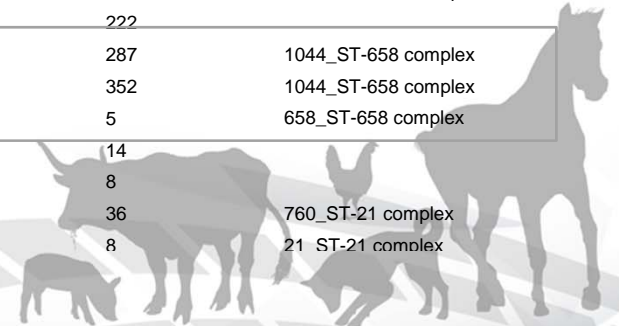 222
287 1044_ST-658 complex
352 1044_ST-658 complex
5 658_ST-658 complex
14
8
36 760_ST-21 complex
8 21_ST-21 complex